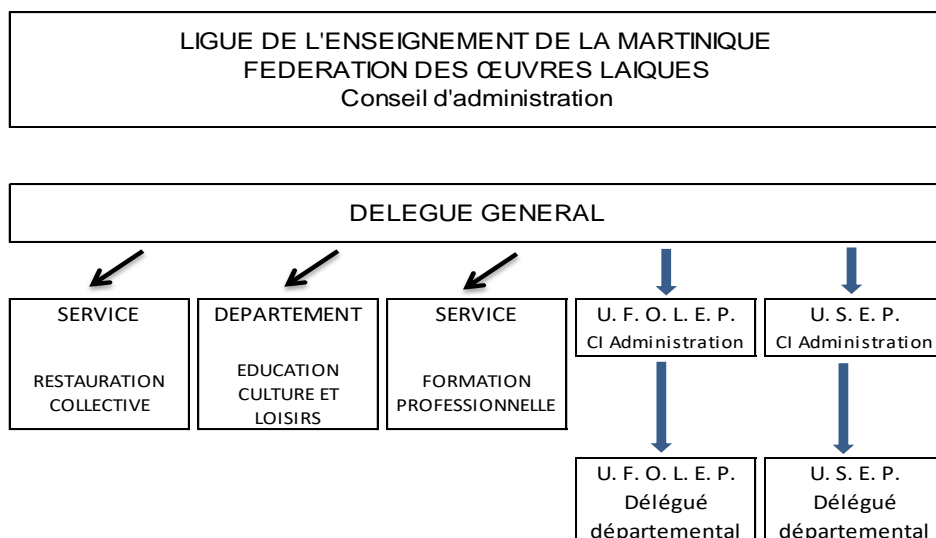 LIGUE DE L'ENSEIGNEMENT DE LA MARTINIQUE
FEDERATION DES ŒUVRES LAIQUES
Conseil d'administration
DELEGUE GENERAL
SERVICE
RESTAURATION
COLLECTIVE
DEPARTEMENT
EDUCATION
CULTURE ET
LOISIRS
SERVICE
FORMATION
PROFESSIONNELLE
U. F. O. L. E. P.
CI Administration
U. S. E. P.
CI Administration
U. F. O. L. E. P.
Délégué
départemental
U. S. E. P.
Délégué
départemental